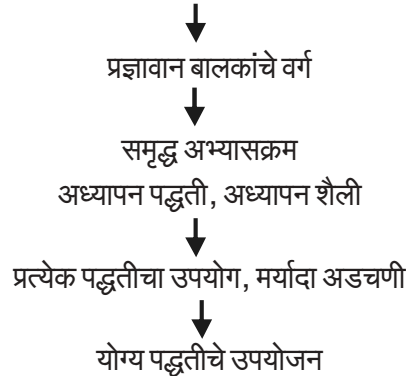 प्रज्ञावान बालकांचे वर्ग
समृद्ध अभ्यासक्रम
अध्यापन पद्धती, अध्यापन शैली
प्रत्येक पद्धतीचा उपयोग, मर्यादा अडचणी
योग्य पद्धतीचे उपयोजन